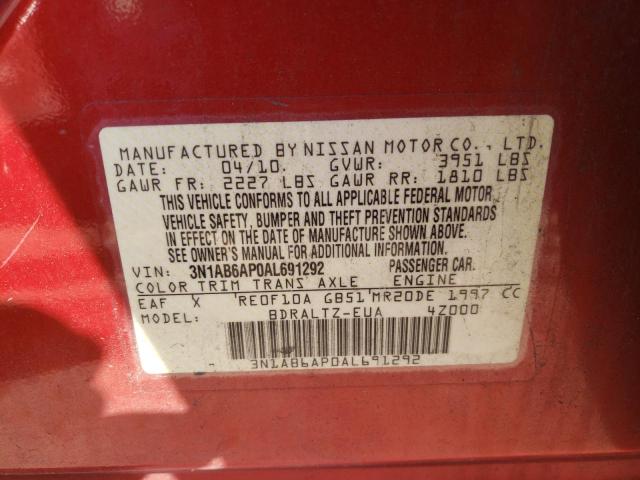 MANUFACTURED BY NISSAN MOTOR CO., LTD.
DATE: 04/10. GVWR: 3951 LBS
GAWR FR: 2227 LBS GAWR RR: 1810 LBS
THIS VEHICLE CONFORMS TO ALL APPLICABLE FEDERAL MOTOR
VEHICLE SAFETY, BUMPER AND THEFT PREVENTION STANDARDS
IN EFFECT ON THE DATE OF MANUFACTURE SHOWN ABOVE.
SEE OWNER'S MANUAL FOR ADDITIONAL INFORMATION.
VIN: 3N1AB6AP0AL691292 PASSENGER CAR.
COLOR TRIM TRANS AXLE ENGINE
EAF X RE0F10A GB51 MR20DE 1997 CC
MODEL: BDRALTZ-EUA 4Z000
3N1AB6AP0AL691292